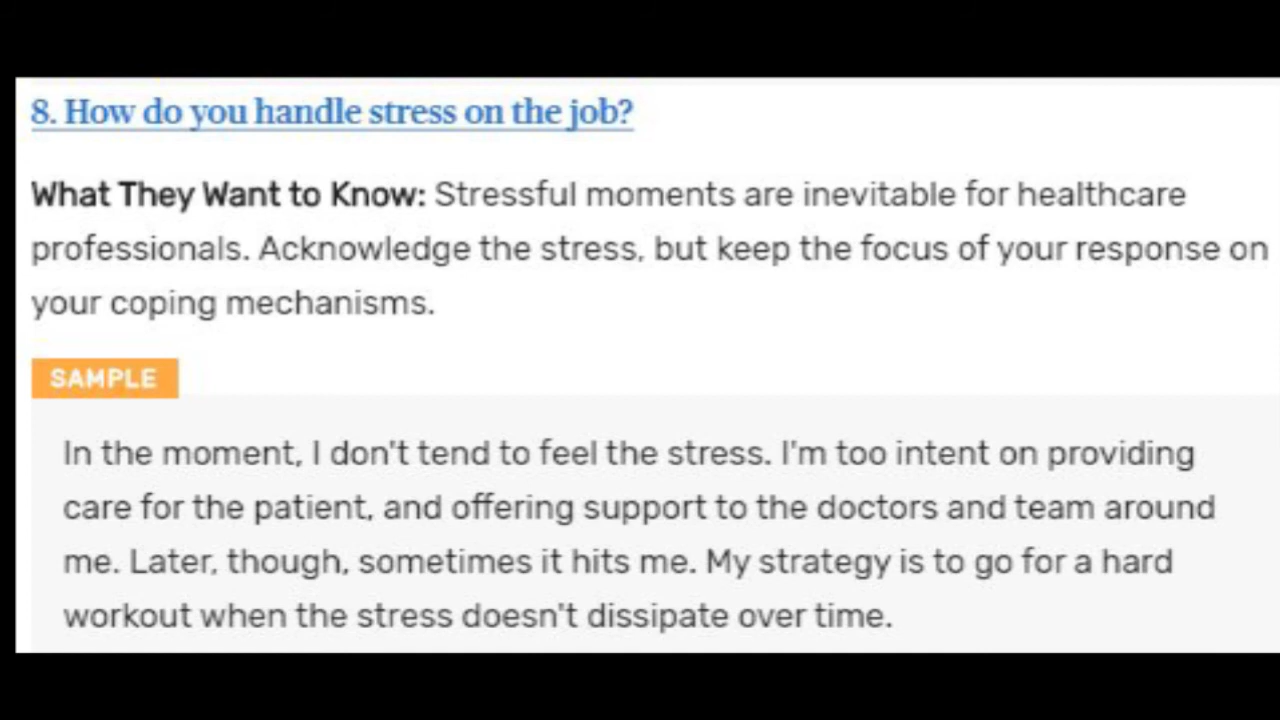 8. How do you handle stress on the job?
What They Want to Know: Stressful moments are inevitable for healthcare
professionals. Acknowledge the stress, but keep the focus of your response on
your coping mechanisms.
SAMPLE
In the moment, I don't tend to feel the stress. I'm too intent on providing
care for the patient, and offering support to the doctors and team around
me. Later, though, sometimes it hits me. My strategy is to go for a hard
workout when the stress doesn't dissipate over time.